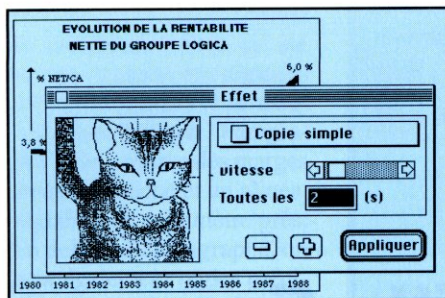 EVOLUTION DE LA RENTABILITE
NETTE DU GROUPE LOGICA
6,0 %
% NET/CA
Effet
3,8 %
Copie simple
vitesse
Toutes les 2 (s)
Appliquer
1980 1981 1982 1983 1984 1985 1986 1987 1988